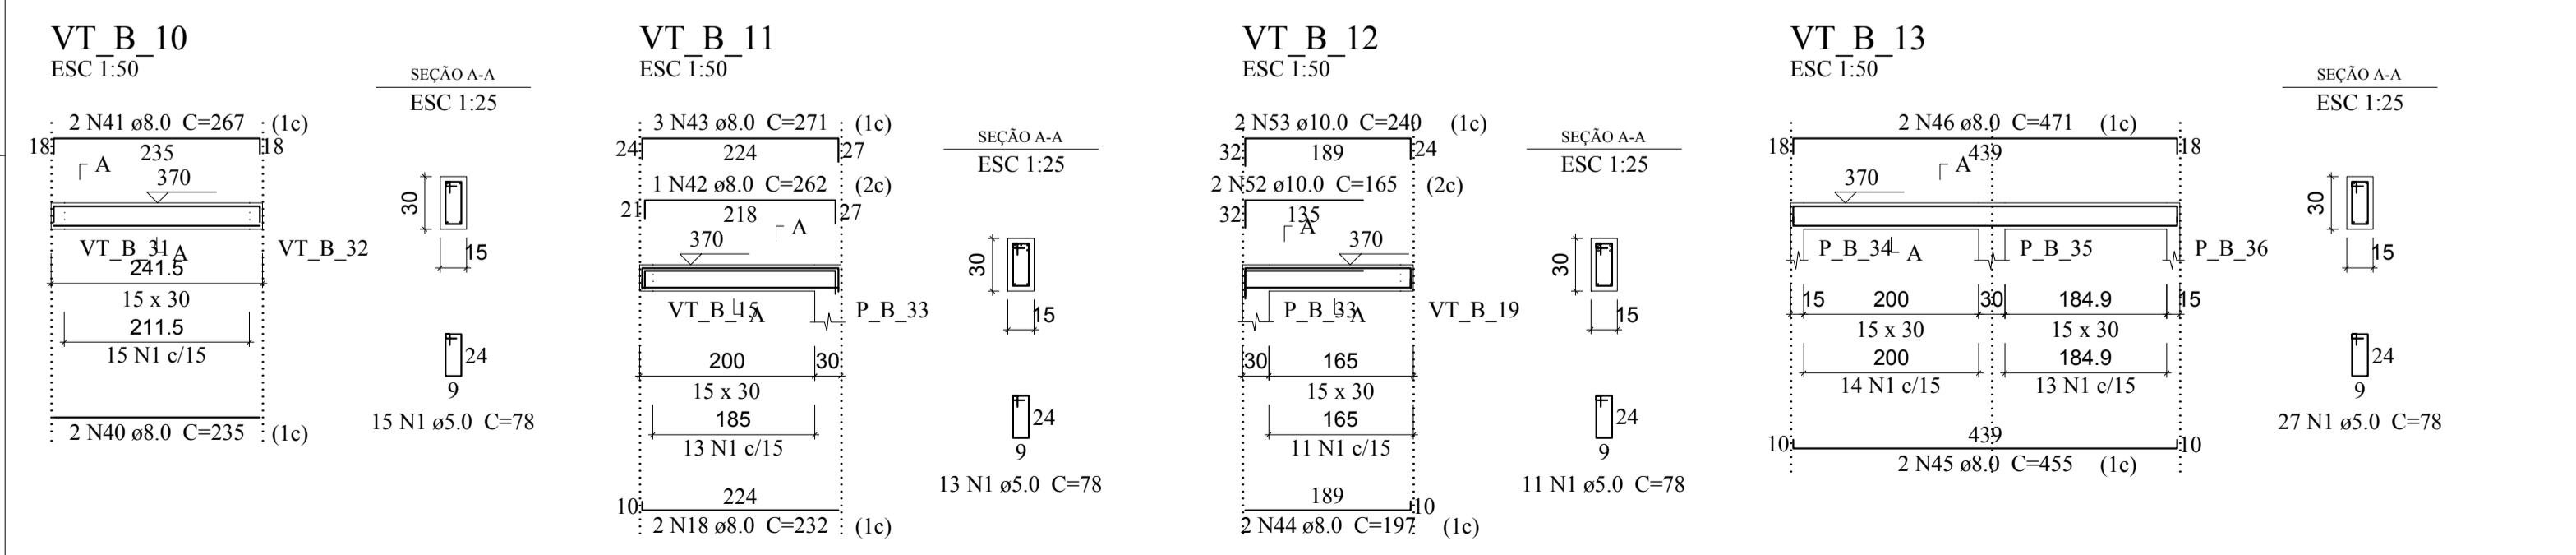 VT_B_10
ESC 1:50
SEÇÃO A-A
ESC 1:25
2 N41 ø8.0 C=267 (1c)
18 235 18
A
370
30
15
VT_B_31 A VT_B_32
241.5
15 x 30
211.5
15 N1 c/15
24
9
15 N1 ø5.0 C=78
2 N40 ø8.0 C=235 (1c)
VT_B_11
ESC 1:50
SEÇÃO A-A
ESC 1:25
3 N43 ø8.0 C=271 (1c)
24 224 27
1 N42 ø8.0 C=262 (2c)
21 218 27
A
370
30
15
VT_B_15 A P_B_33
200 30
15 x 30
185
13 N1 c/15
24
9
13 N1 ø5.0 C=78
224
10
2 N18 ø8.0 C=232 (1c)
VT_B_12
ESC 1:50
SEÇÃO A-A
ESC 1:25
2 N53 ø10.0 C=240 (1c)
32 189 24
2 N52 ø10.0 C=165 (2c)
32 135
A
370
30
15
P_B_33 A VT_B_19
30 165
15 x 30
165
11 N1 c/15
24
9
11 N1 ø5.0 C=78
189
10
2 N44 ø8.0 C=197 (1c)
VT_B_13
ESC 1:50
SEÇÃO A-A
ESC 1:25
2 N46 ø8.0 C=471 (1c)
18 439 18
A
370
30
15
P_B_34 A P_B_35 P_B_36
15 200 30 184.9 15
15 x 30 15 x 30
200 184.9
14 N1 c/15 13 N1 c/15
24
9
27 N1 ø5.0 C=78
10 439 10
2 N45 ø8.0 C=455 (1c)